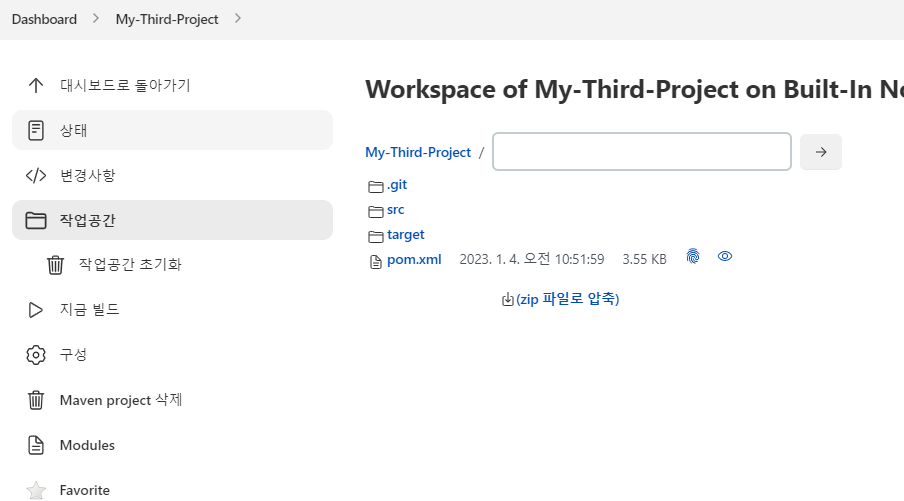 Dashboard > My-Third-Project >
대시보드로 돌아가기
상태
변경사항
작업공간
작업공간 초기화
지금 빌드
구성
Maven project 삭제
Modules
Favorite
Workspace of My-Third-Project on Built-In
My-Third-Project /
.git
src
target
pom.xml 2023. 1. 4. 오전 10:51:59 3.55 KB
(zip 파일로 압축)